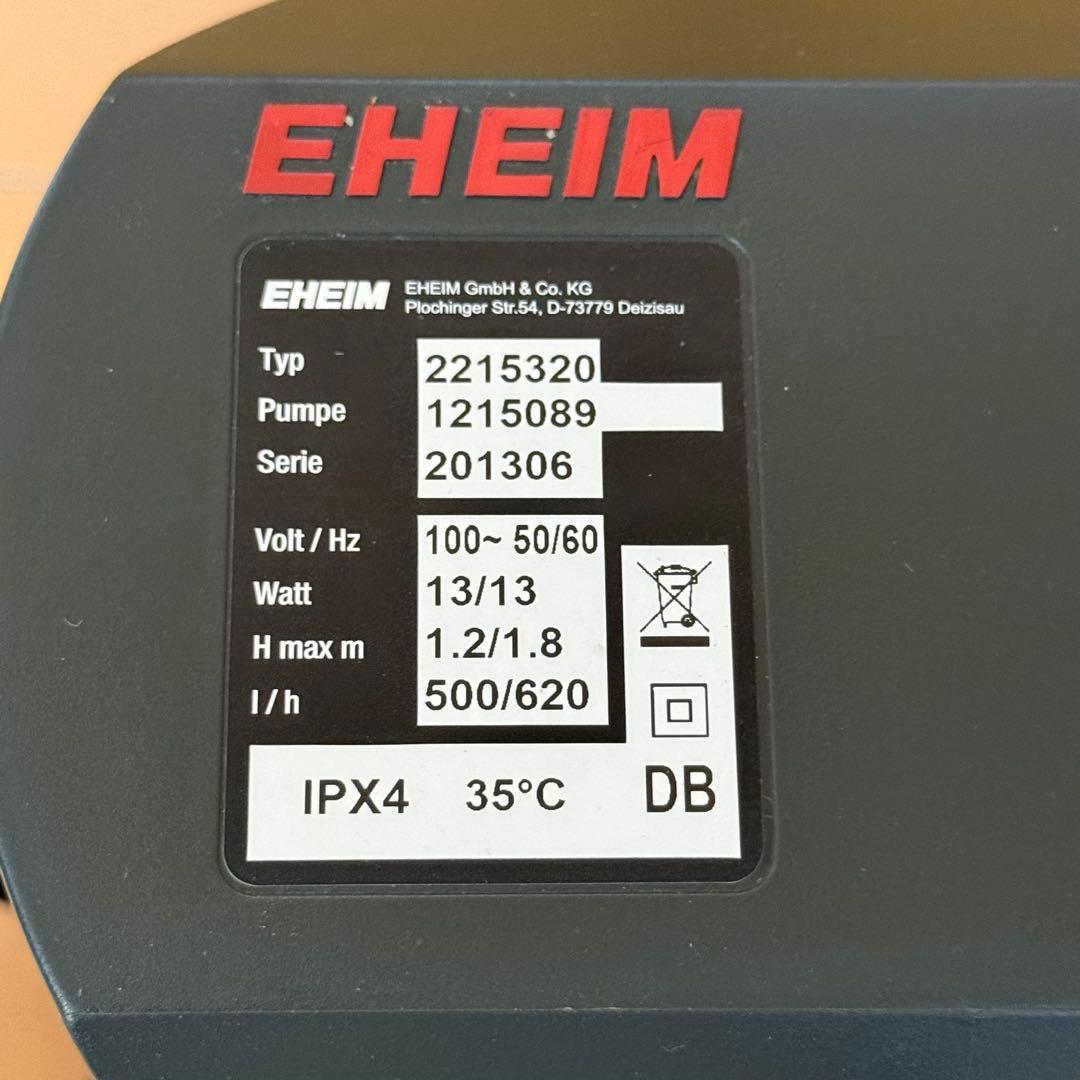 EHEIM
EHEIM EHEIM GmbH & Co. KG
Plochinger Str.54, D-73779 Deizisau
Typ 2215320
Pumpe 1215089
Serie 201306
Volt / Hz 100~ 50/60
Watt 13/13
H max m 1.2/1.8
l / h 500/620
IPX4 35°C DB